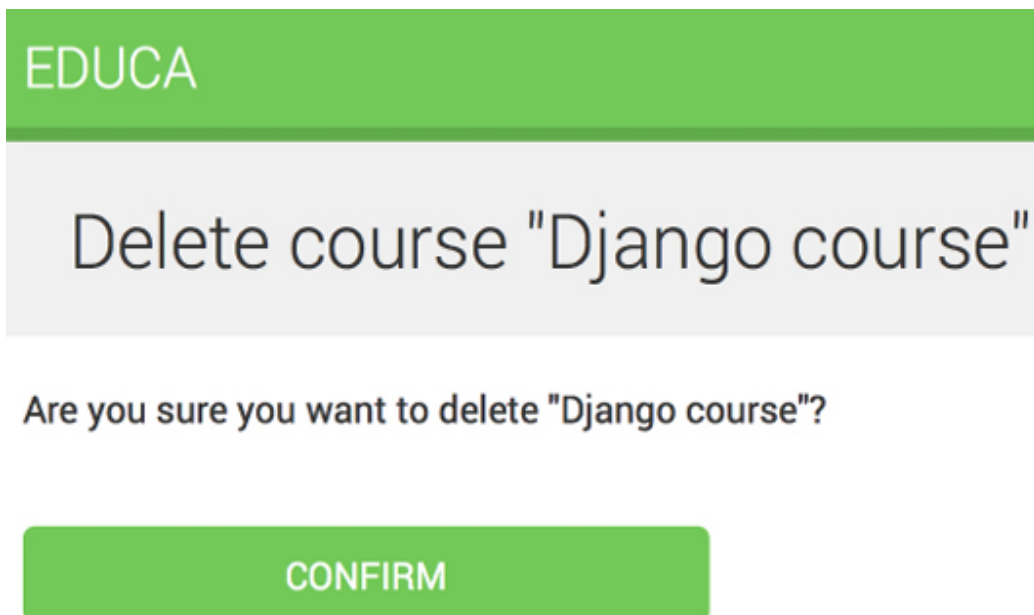 EDUCA
Delete course "Django course"
Are you sure you want to delete "Django course"?
CONFIRM